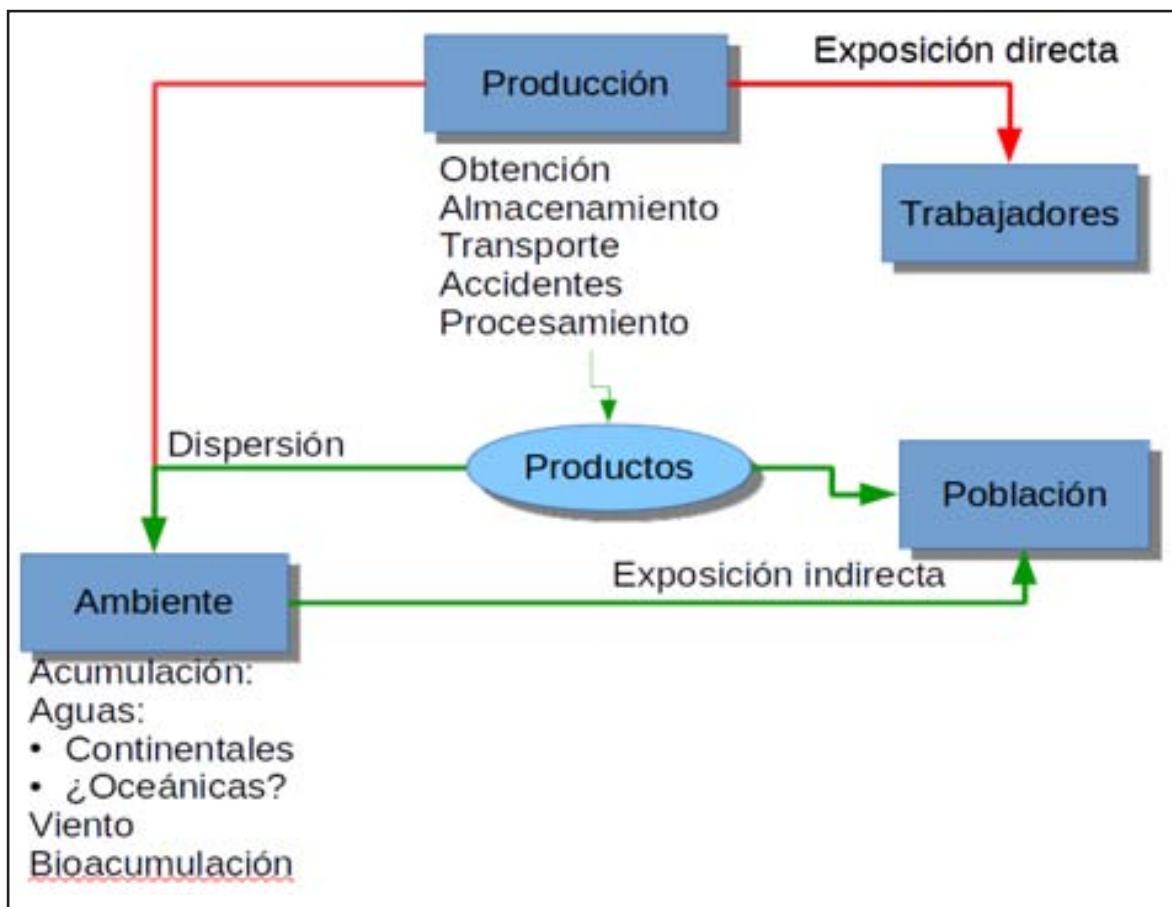 Producción
Exposición directa
Trabajadores
Obtención
Almacenamiento
Transporte
Accidentes
Procesamiento
Dispersión
Productos
Población
Exposición indirecta
Ambiente
Acumulación:
Aguas:
• Continentales
• ¿Oceánicas?
Viento
Bioacumulación